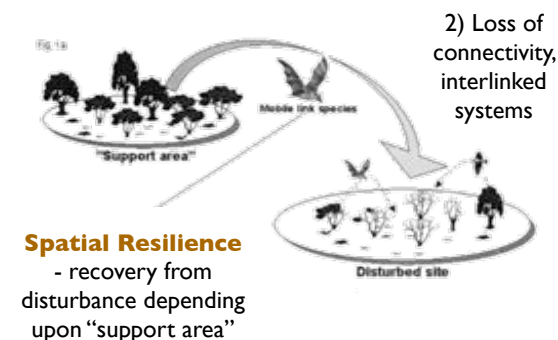 Fig. 1a
2) Loss of
connectivity,
interlinked
systems
Mobile link species
"Support area"
Spatial Resilience
- recovery from
disturbance depending
upon “support area”
Disturbed site